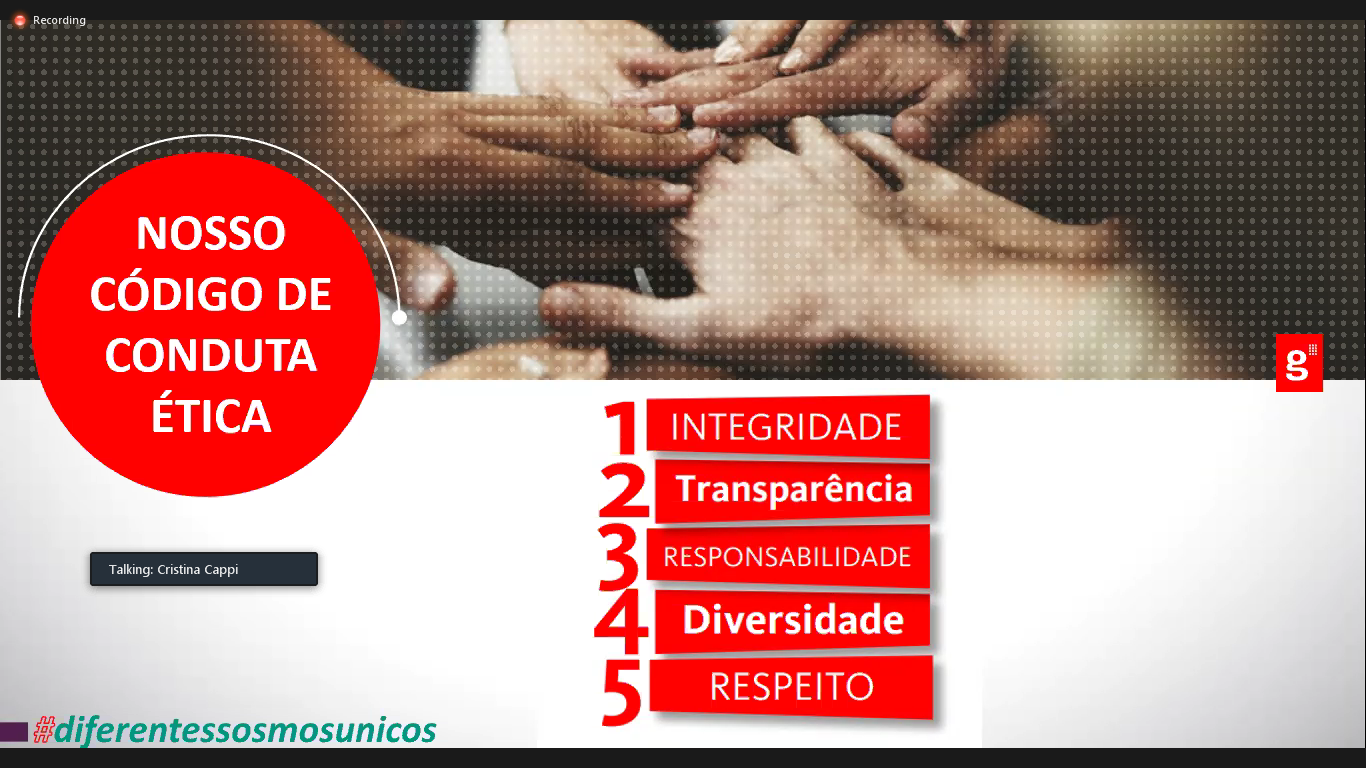 Recording
NOSSO
CÓDIGO DE
CONDUTA
ÉTICA
g
1 INTEGRIDADE
2 Transparência
3 RESPONSABILIDADE
4 Diversidade
5 RESPEITO
Talking: Cristina Cappi
#diferentessosmosunicos